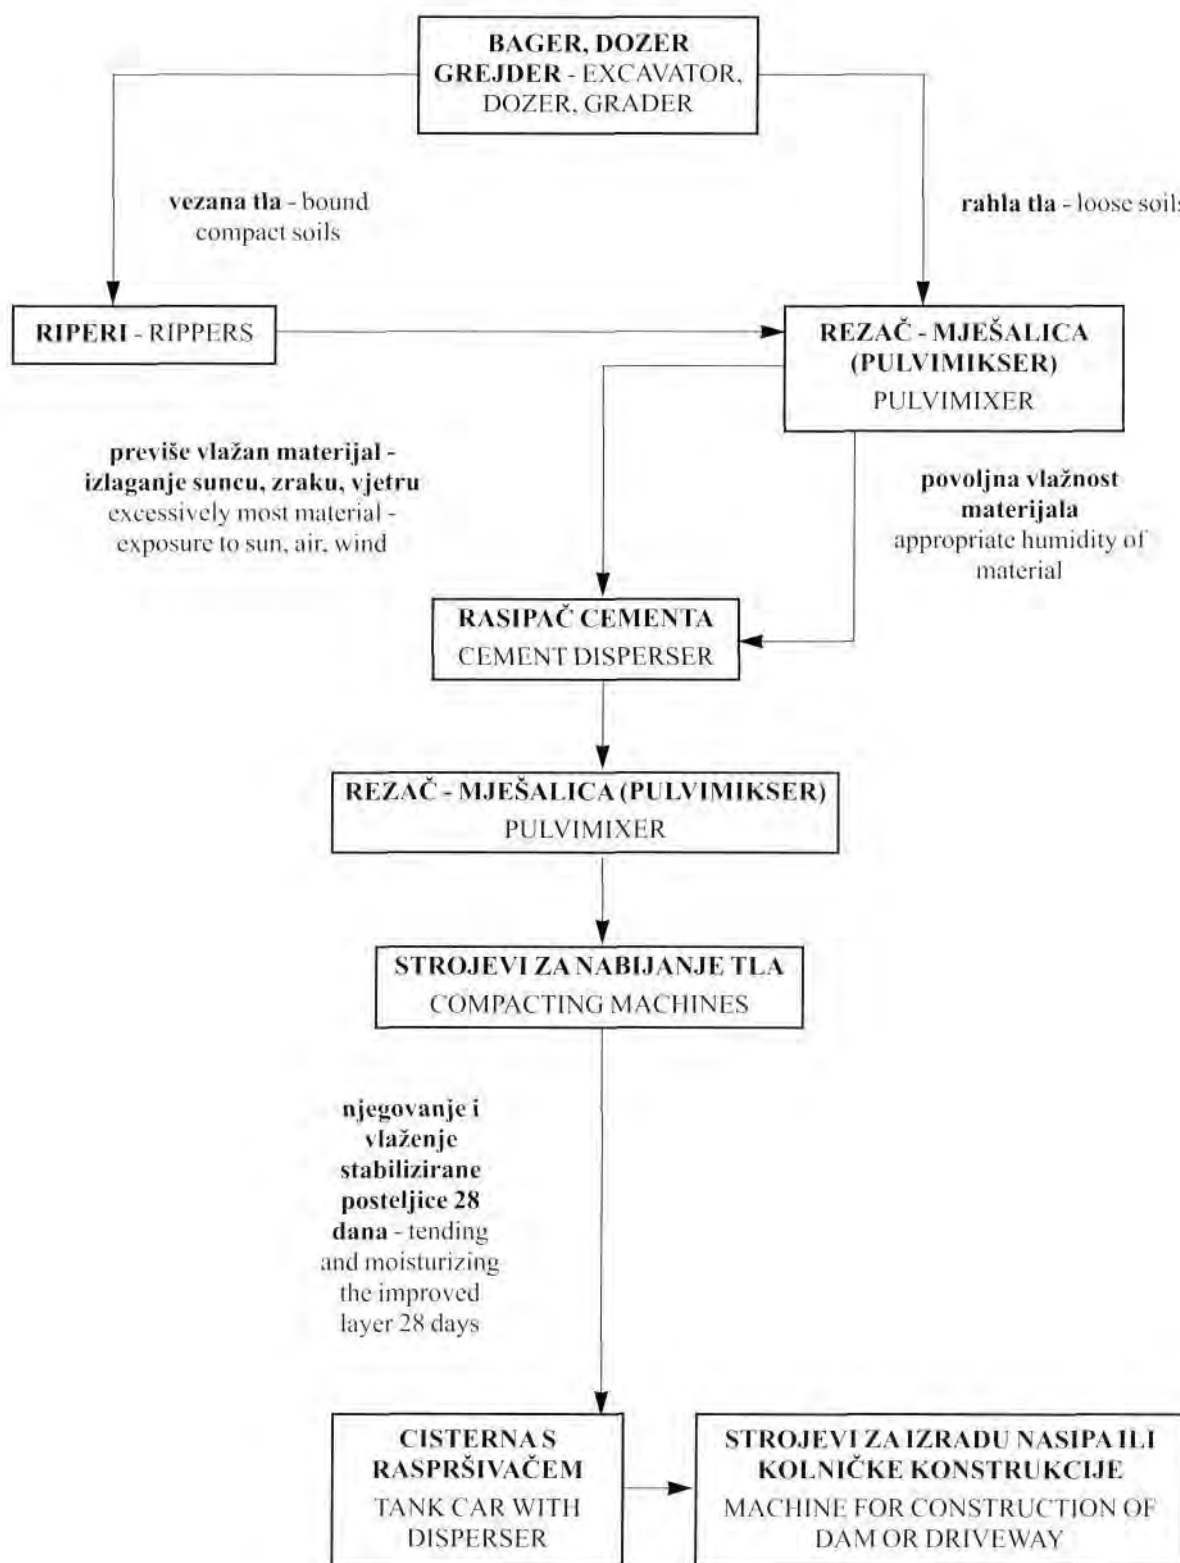 BAGER, DOZER
GREJDER - EXCAVATOR,
DOZER, GRADER
vezana tla - bound
compact soils
rahla tla - loose soils
RIPERI - RIPPERS
REZAČ - MJEŠALICA
(PULVIMIKSER)
PULVIMIXER
previše vlažan materijal -
izlaganje suncu, zraku, vjetru
excessively most material -
exposure to sun, air, wind
povoljna vlažnost
materijala
appropriate humidity of
material
RASIPAČ CEMENTA
CEMENT DISPERSER
REZAČ - MJEŠALICA (PULVIMIKSER)
PULVIMIXER
STROJEVI ZA NABIJANJE TLA
COMPACTING MACHINES
njegovanje i
vlaženje
stabilizirane
posteljice 28
dana - tending
and moisturizing
the improved
layer 28 days
CISTERNA S
RASPRŠIVAČEM
TANK CAR WITH
DISPERSER
STROJEVI ZA IZRADU NASIPA ILI
KOLNIČKE KONSTRUKCIJE
MACHINE FOR CONSTRUCTION OF
DAM OR DRIVEWAY